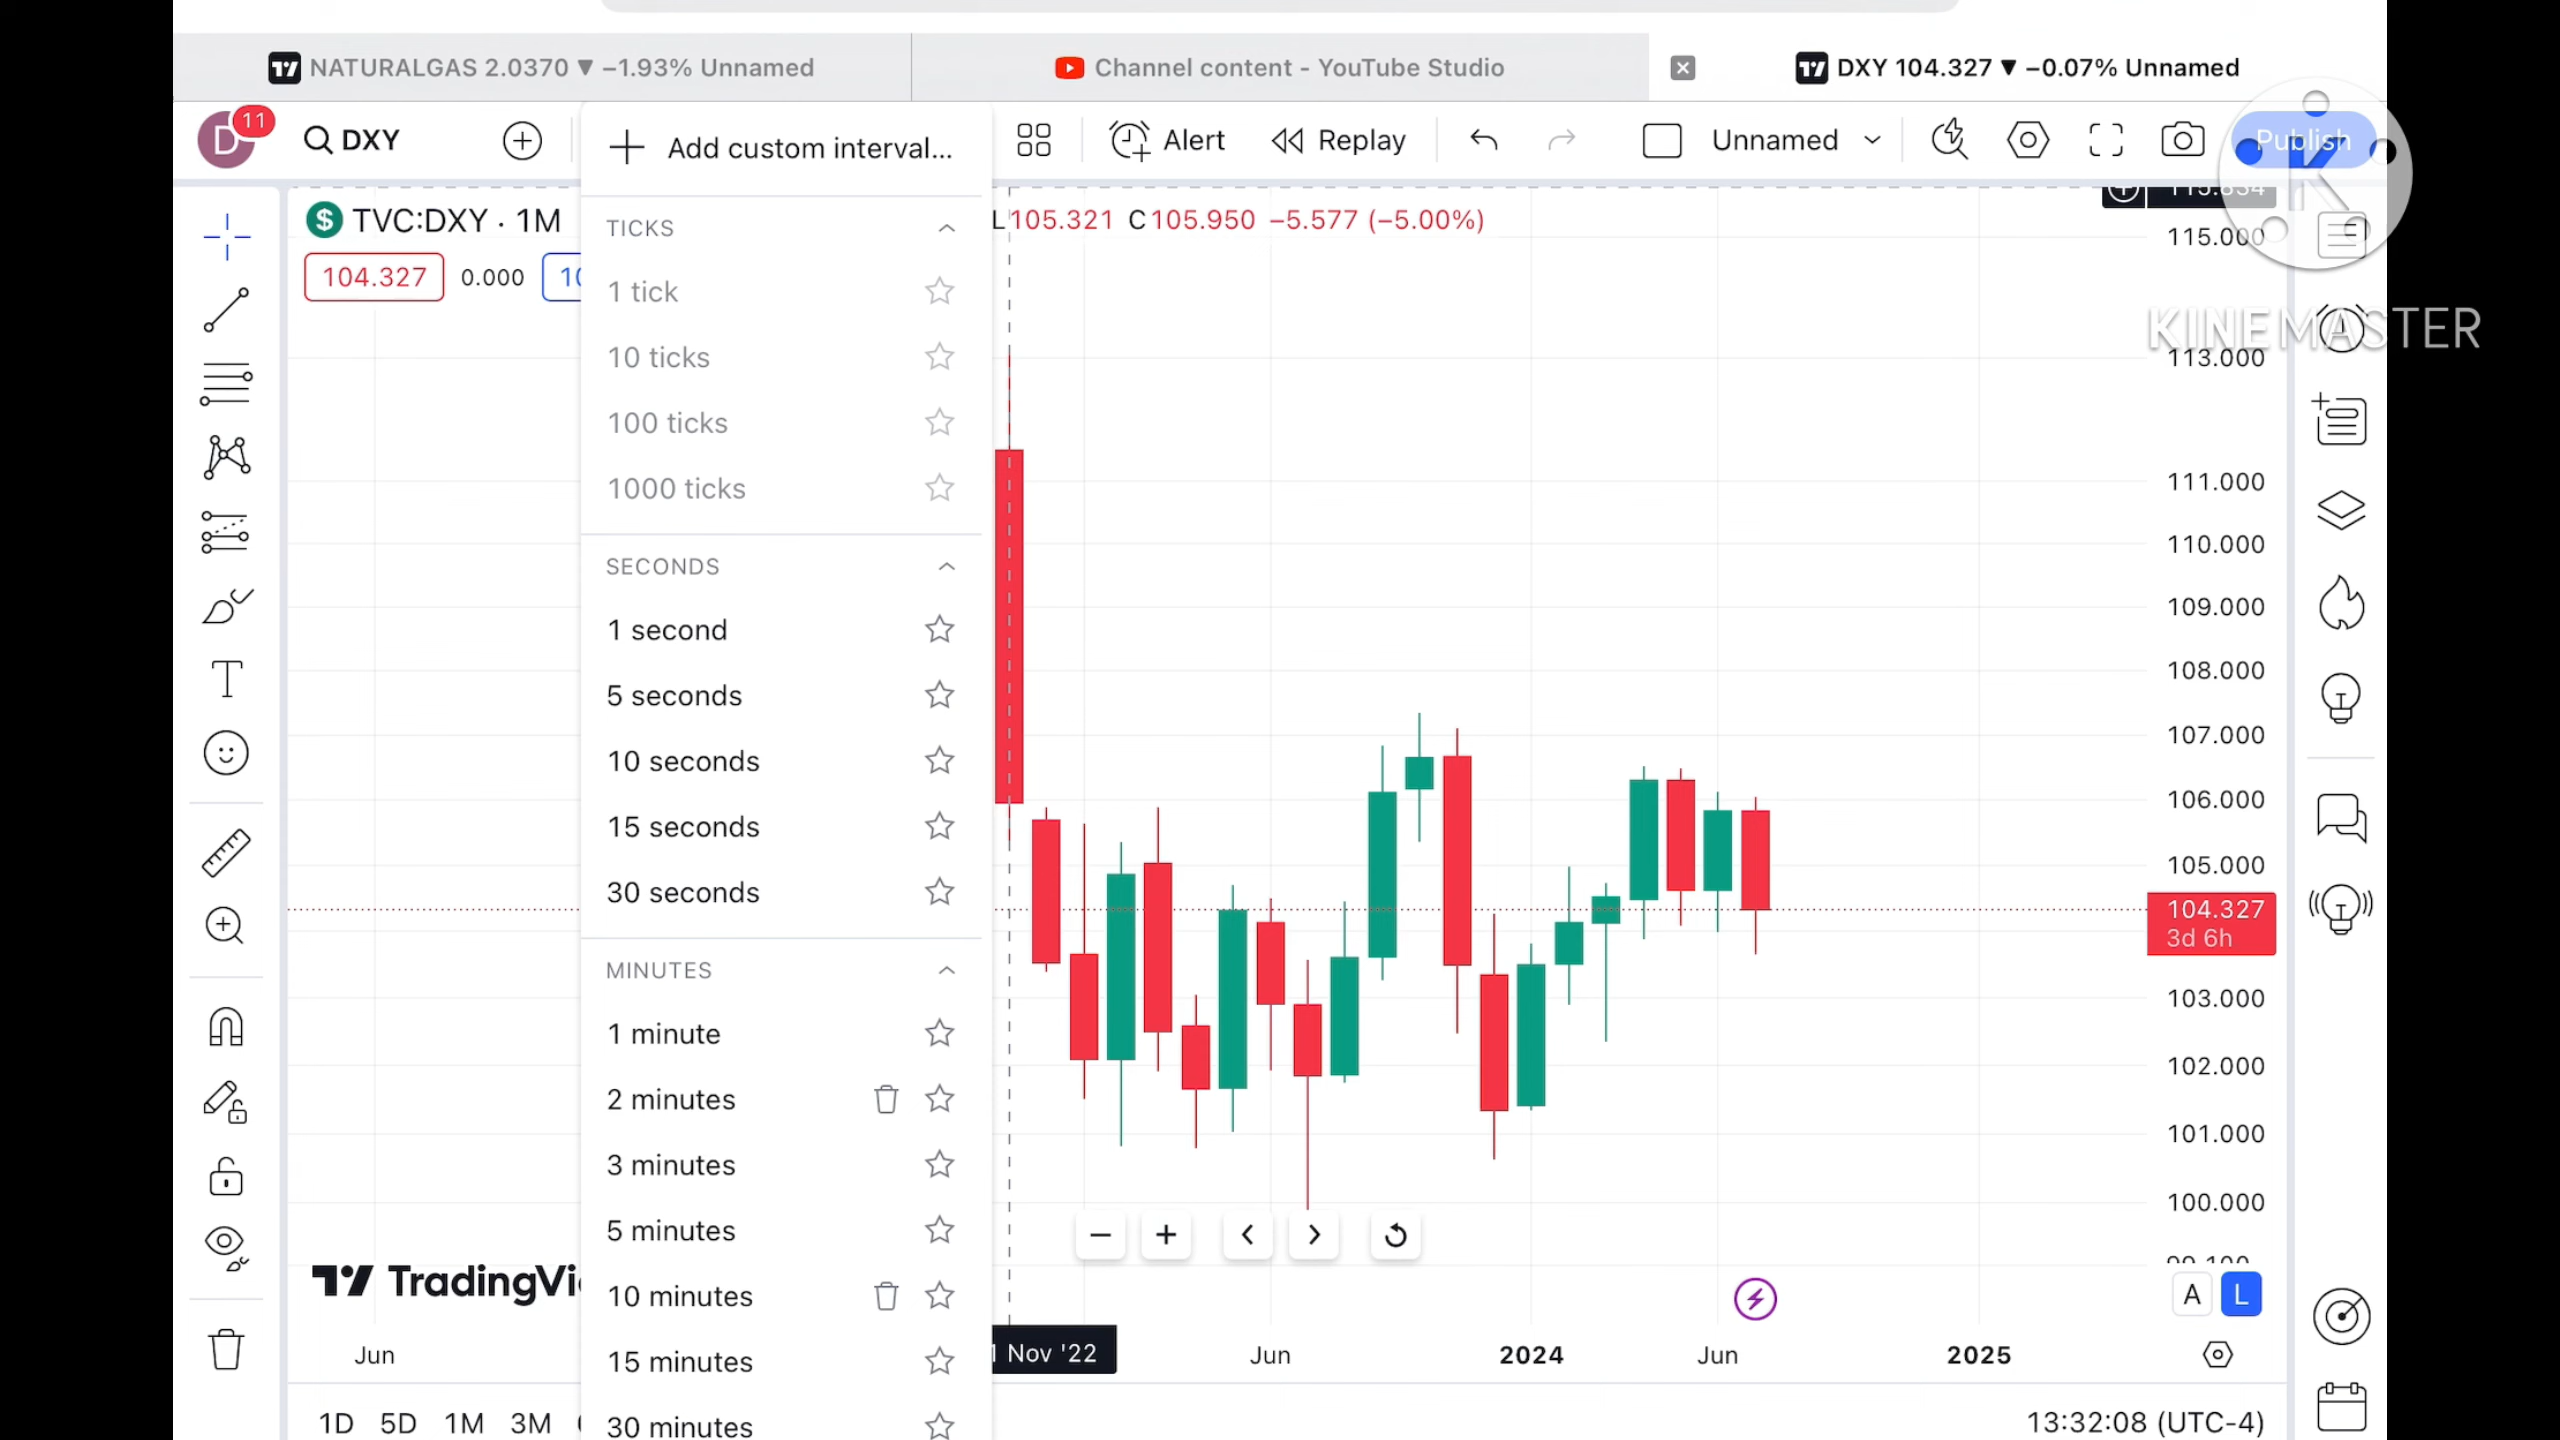 NATURALGAS 2.0370 ▼ −1.93% Unnamed
Channel content - YouTube Studio
DXY 104.327 ▼ −0.07% Unnamed
D 11
DXY
Add custom interval...
Alert
Replay
Unnamed
Publish
TVC:DXY · 1M
L105.321 C105.950 −5.577 (−5.00%)
104.327
0.000
TICKS
1 tick
10 ticks
100 ticks
1000 ticks
SECONDS
1 second
5 seconds
10 seconds
15 seconds
30 seconds
MINUTES
1 minute
2 minutes
3 minutes
5 minutes
10 minutes
15 minutes
30 minutes
115.000
113.000
111.000
110.000
109.000
108.000
107.000
106.000
105.000
104.327
3d 6h
103.000
102.000
101.000
100.000
KINEMASTER
K
A
L
Jun
1 Nov '22
Jun
2024
Jun
2025
1D 5D 1M 3M
13:32:08 (UTC-4)